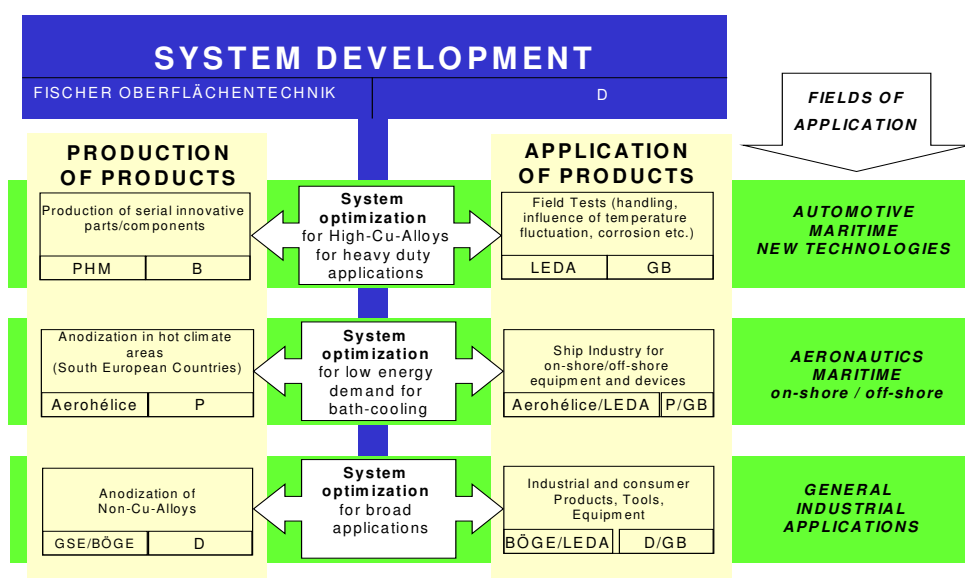 SYSTEM DEVELOPMENT
FISCHER OBERFLÄCHENTECHNIK
D
FIELDS OF
APPLICATION
PRODUCTION
OF PRODUCTS
APPLICATION
OF PRODUCTS
Production of serial innovative
parts/components
PHM
B
System
optimization
for High-Cu-Alloys
for heavy duty
applications
Field Tests (handling,
influence of temperature
fluctuation, corrosion etc.)
LEDA
GB
AUTOMOTIVE
MARITIME
NEW TECHNOLOGIES
Anodization in hot climate
areas
(South European Countries)
Aerohélice
P
System
optimization
for low energy
demand for
bath-cooling
Ship Industry for
on-shore/off-shore
equipment and devices
Aerohélice/LEDA
P/GB
AERONAUTICS
MARITIME
on-shore / off-shore
Anodization of
Non-Cu-Alloys
GSE/BÖGE
D
System
optimization
for broad
applications
Industrial and consumer
Products, Tools,
Equipment
BÖGE/LEDA
D/GB
GENERAL
INDUSTRIAL
APPLICATIONS